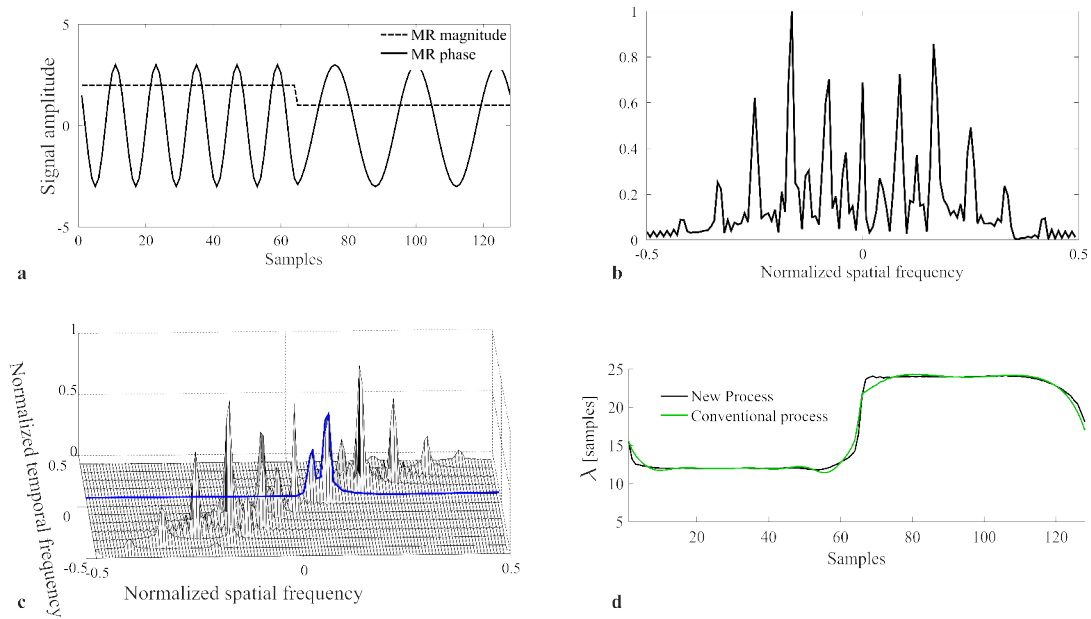 5
MR magnitude
MR phase
Signal amplitude
0
-5
0 20 40 60 80 100 120
Samples
a
1
0.8
0.6
0.4
0.2
0
-0.5 0 0.5
Normalized spatial frequency
b
1
0.5
0
0.5
0
-0.5
Normalized temporal frequency
-0.5 0 0.5
Normalized spatial frequency
c
25
20
15
10
5
New Process
Conventional process
λ [samples]
20 40 60 80 100 120
Samples
d